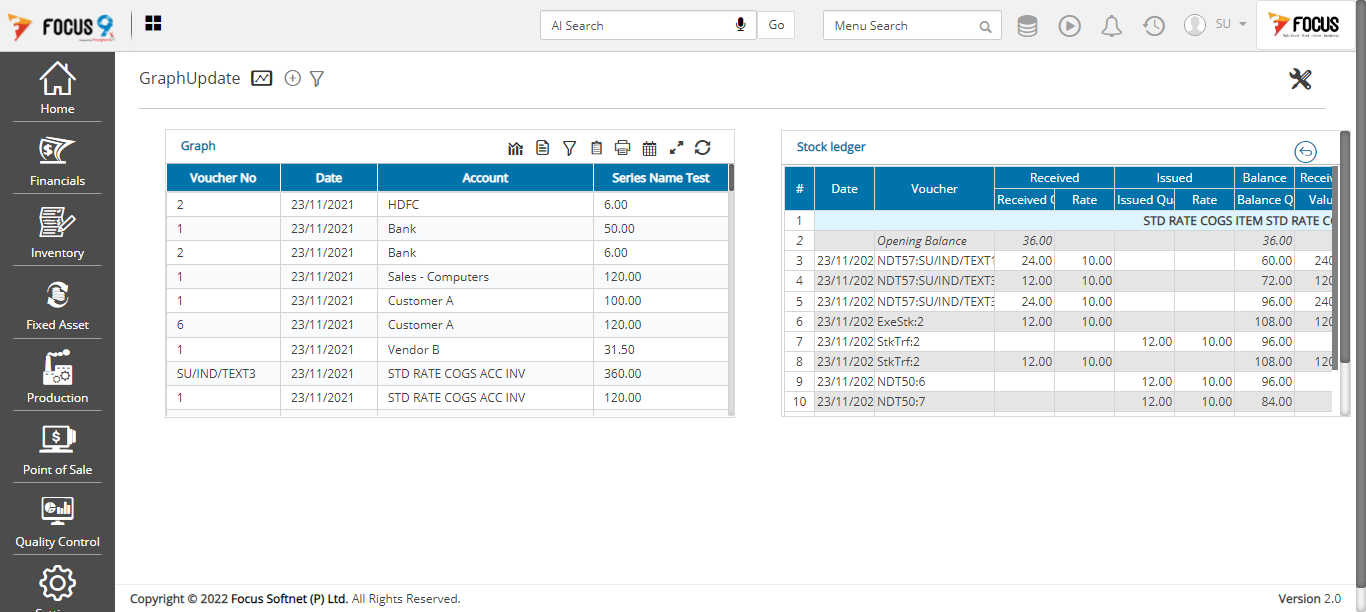 FOCUS 9
AI Search
Go
Menu Search
SU
FOCUS
Home
Financials
Inventory
Fixed Asset
Production
Point of Sale
Quality Control
GraphUpdate
Graph
Voucher No Date Account Series Name Test
2 23/11/2021 HDFC 6.00
1 23/11/2021 Bank 50.00
2 23/11/2021 Bank 6.00
1 23/11/2021 Sales - Computers 120.00
1 23/11/2021 Customer A 100.00
6 23/11/2021 Customer A 120.00
1 23/11/2021 Vendor B 31.50
SU/IND/TEXT3 23/11/2021 STD RATE COGS ACC INV 360.00
1 23/11/2021 STD RATE COGS ACC INV 120.00
Stock ledger
# Date Voucher Received Issued Balance Receiv
Received Q Rate Issued Qua Rate Balance Q Valu
1 STD RATE COGS ITEM STD RATE CO
2 Opening Balance 36.00 36.00
3 23/11/202 NDT57:SU/IND/TEXT1 24.00 10.00 60.00 240
4 23/11/202 NDT57:SU/IND/TEXT3 12.00 10.00 72.00 120
5 23/11/202 NDT57:SU/IND/TEXT3 24.00 10.00 96.00 240
6 23/11/202 ExeStk:2 12.00 10.00 108.00 120
7 23/11/202 StkTrf:2 12.00 10.00 96.00
8 23/11/202 StkTrf:2 12.00 10.00 108.00 120
9 23/11/202 NDT50:6 12.00 10.00 96.00
10 23/11/202 NDT50:7 12.00 10.00 84.00
Copyright © 2022 Focus Softnet (P) Ltd. All Rights Reserved.
Version 2.0